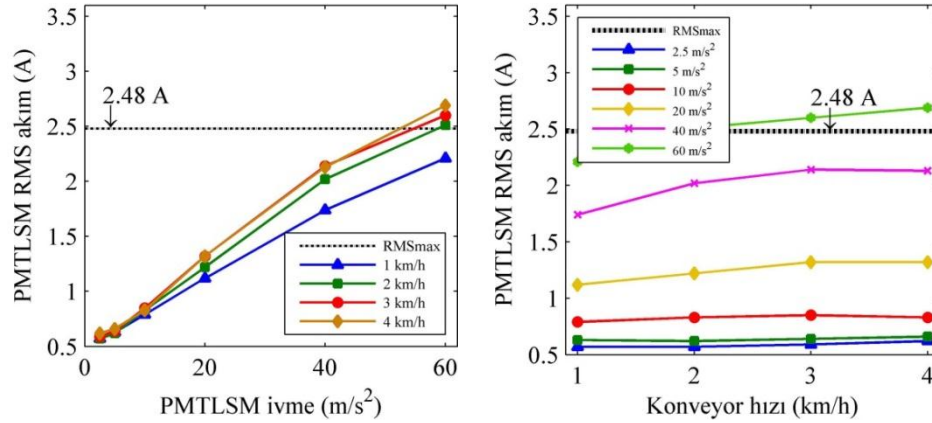 3.5
3
2.5
2
1.5
1
0.5
PMTLSM RMS akım (A)
2.48 A
RMSmax
1 km/h
2 km/h
3 km/h
4 km/h
0
20
40
60
PMTLSM ivme (m/s²)
3.5
3
2.5
2
1.5
1
0.5
PMTLSM RMS akım (A)
RMSmax
2.5 m/s²
5 m/s²
10 m/s²
20 m/s²
40 m/s²
60 m/s²
2.48 A
1
2
3
4
Konveyor hızı (km/h)